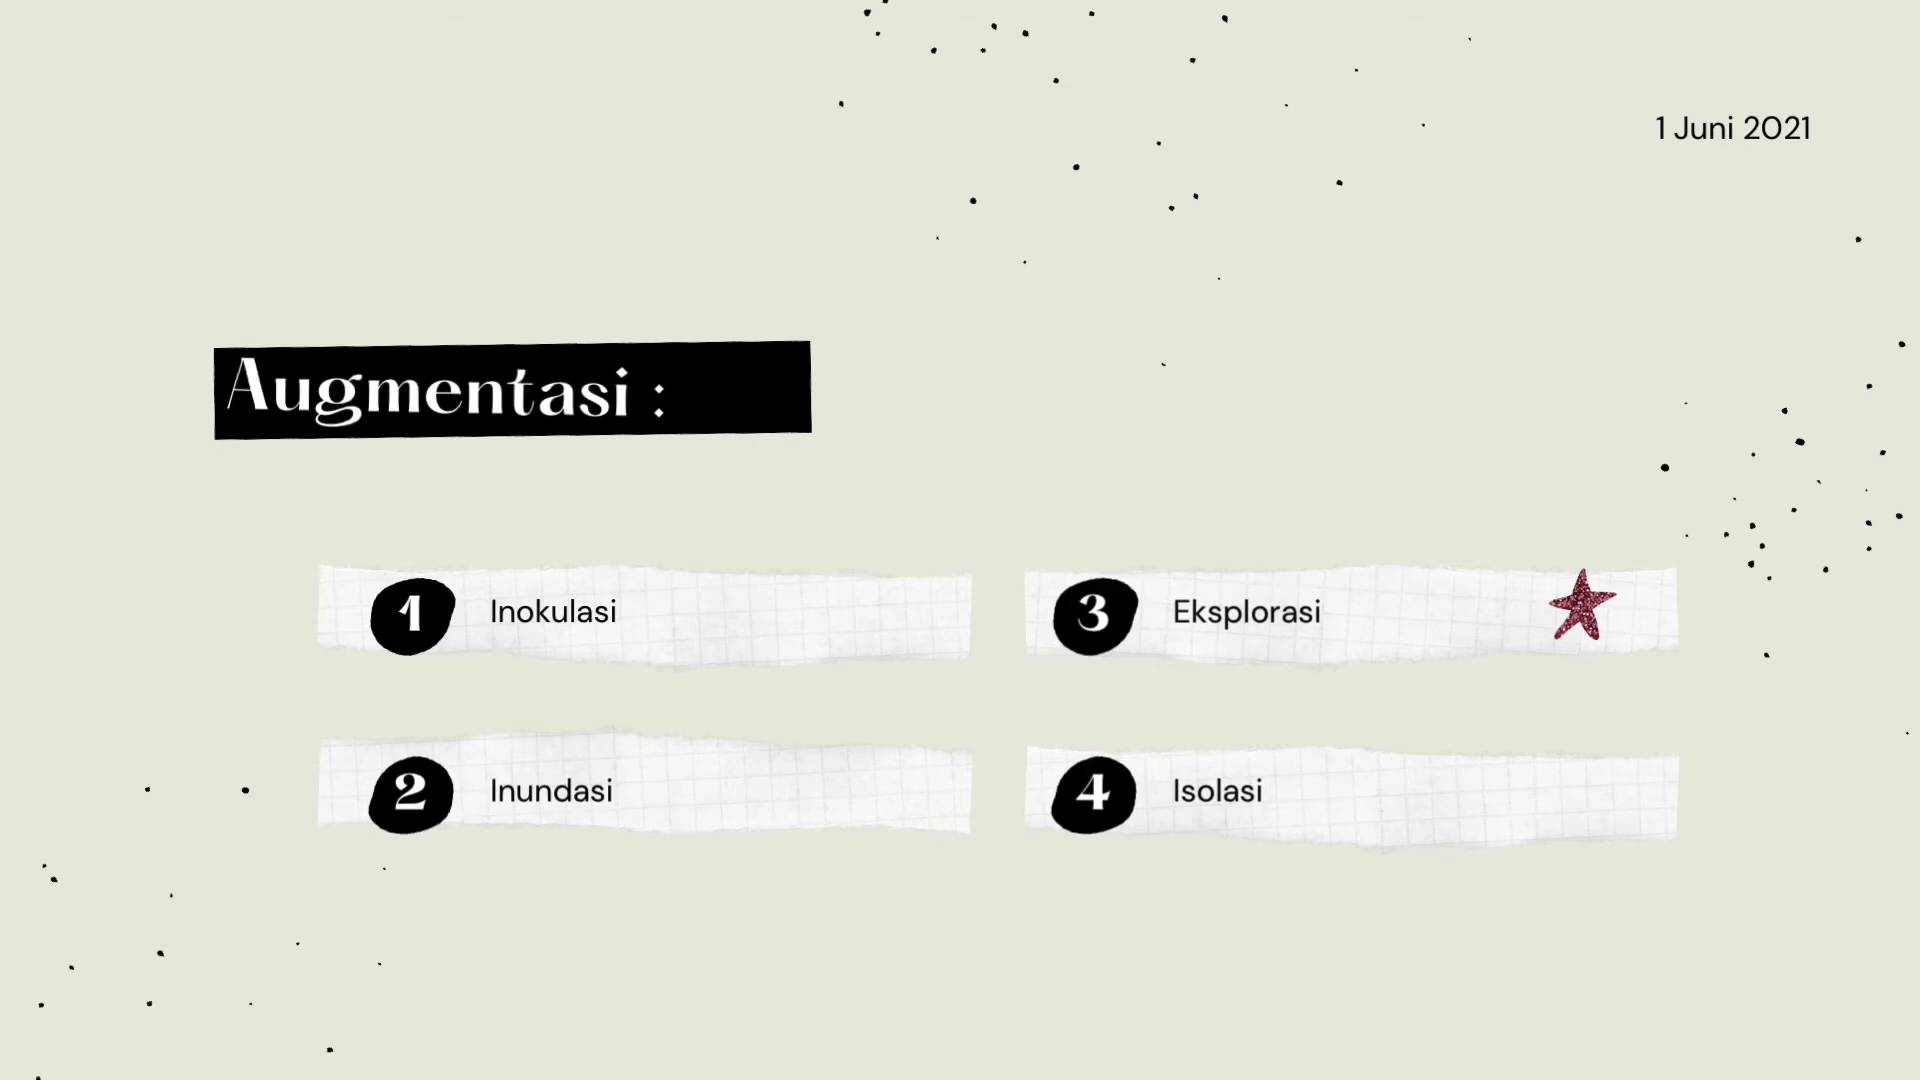 1 Juni 2021
Augmentasi :
1 Inokulasi
2 Inundasi
3 Eksplorasi
4 Isolasi